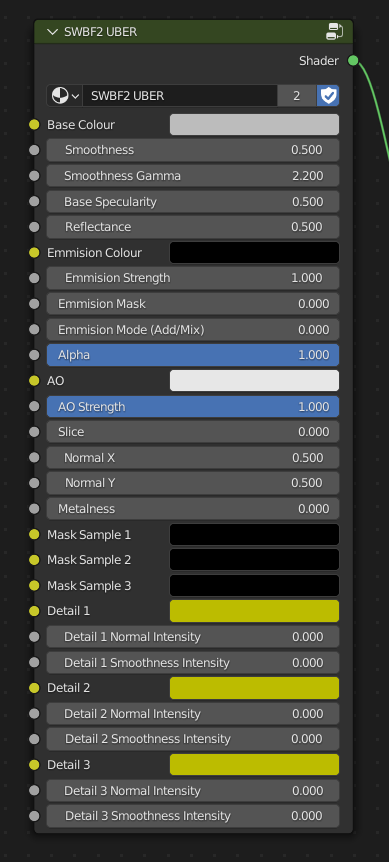 SWBF2 UBER
Shader
SWBF2 UBER 2
Base Colour
Smoothness 0.500
Smoothness Gamma 2.200
Base Specularity 0.500
Reflectance 0.500
Emmision Colour
Emmision Strength 1.000
Emmision Mask 0.000
Emmision Mode (Add/Mix) 0.000
Alpha 1.000
AO
AO Strength 1.000
Slice 0.000
Normal X 0.500
Normal Y 0.500
Metalness 0.000
Mask Sample 1
Mask Sample 2
Mask Sample 3
Detail 1
Detail 1 Normal Intensity 0.000
Detail 1 Smoothness Intensity 0.000
Detail 2
Detail 2 Normal Intensity 0.000
Detail 2 Smoothness Intensity 0.000
Detail 3
Detail 3 Normal Intensity 0.000
Detail 3 Smoothness Intensity 0.000